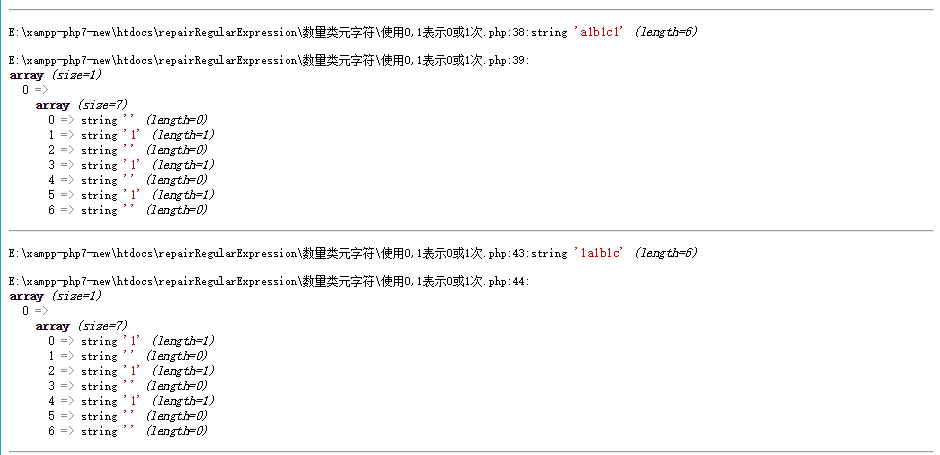 E:\xampp-php7-new\htdocs\repairRegularExpression\数量类元字符\使用0,1表示0或1次.php:38:string 'a1b1c1' (length=6)
E:\xampp-php7-new\htdocs\repairRegularExpression\数量类元字符\使用0,1表示0或1次.php:39:
array (size=1)
0 =>
array (size=7)
0 => string '' (length=0)
1 => string '1' (length=1)
2 => string '' (length=0)
3 => string '1' (length=1)
4 => string '' (length=0)
5 => string '1' (length=1)
6 => string '' (length=0)
E:\xampp-php7-new\htdocs\repairRegularExpression\数量类元字符\使用0,1表示0或1次.php:43:string '1a1b1c' (length=6)
E:\xampp-php7-new\htdocs\repairRegularExpression\数量类元字符\使用0,1表示0或1次.php:44:
array (size=1)
0 =>
array (size=7)
0 => string '1' (length=1)
1 => string '' (length=0)
2 => string '1' (length=1)
3 => string '' (length=0)
4 => string '1' (length=1)
5 => string '' (length=0)
6 => string '' (length=0)